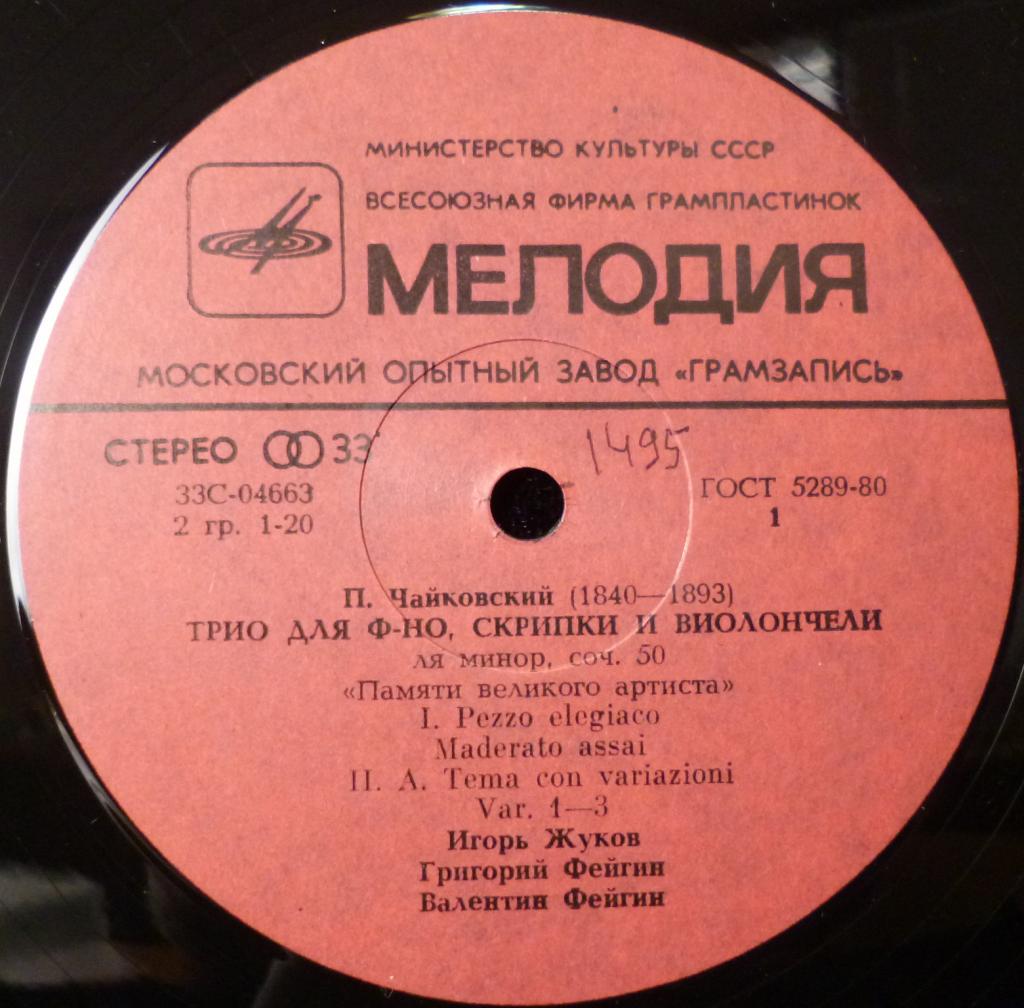 МИНИСТЕРСТВО КУЛЬТУРЫ СССР
ВСЕСОЮЗНАЯ ФИРМА ГРАМПЛАСТИНОК
МЕЛОДИЯ
МОСКОВСКИЙ ОПЫТНЫЙ ЗАВОД «ГРАМЗАПИСЬ»
СТЕРЕО 33
1495
33С-04663
ГОСТ 5289-80
2 гр. 1-20
1
П. Чайковский (1840—1893)
ТРИО ДЛЯ Ф-НО, СКРИПКИ И ВИОЛОНЧЕЛИ
ля минор, соч. 50
«Памяти великого артиста»
I. Pezzo elegiaco
Maderato assai
II. A. Tema con variazioni
Var. 1—3
Игорь Жуков
Григорий Фейгин
Валентин Фейгин